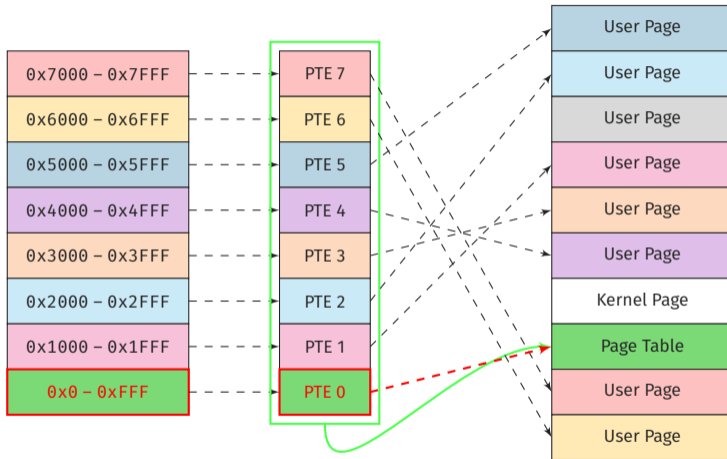 0x7000 – 0x7FFF
0x6000 – 0x6FFF
0x5000 – 0x5FFF
0x4000 – 0x4FFF
0x3000 – 0x3FFF
0x2000 – 0x2FFF
0x1000 – 0x1FFF
0x0 – 0xFFF
PTE 7
PTE 6
PTE 5
PTE 4
PTE 3
PTE 2
PTE 1
PTE 0
User Page
User Page
User Page
User Page
User Page
User Page
Kernel Page
Page Table
User Page
User Page